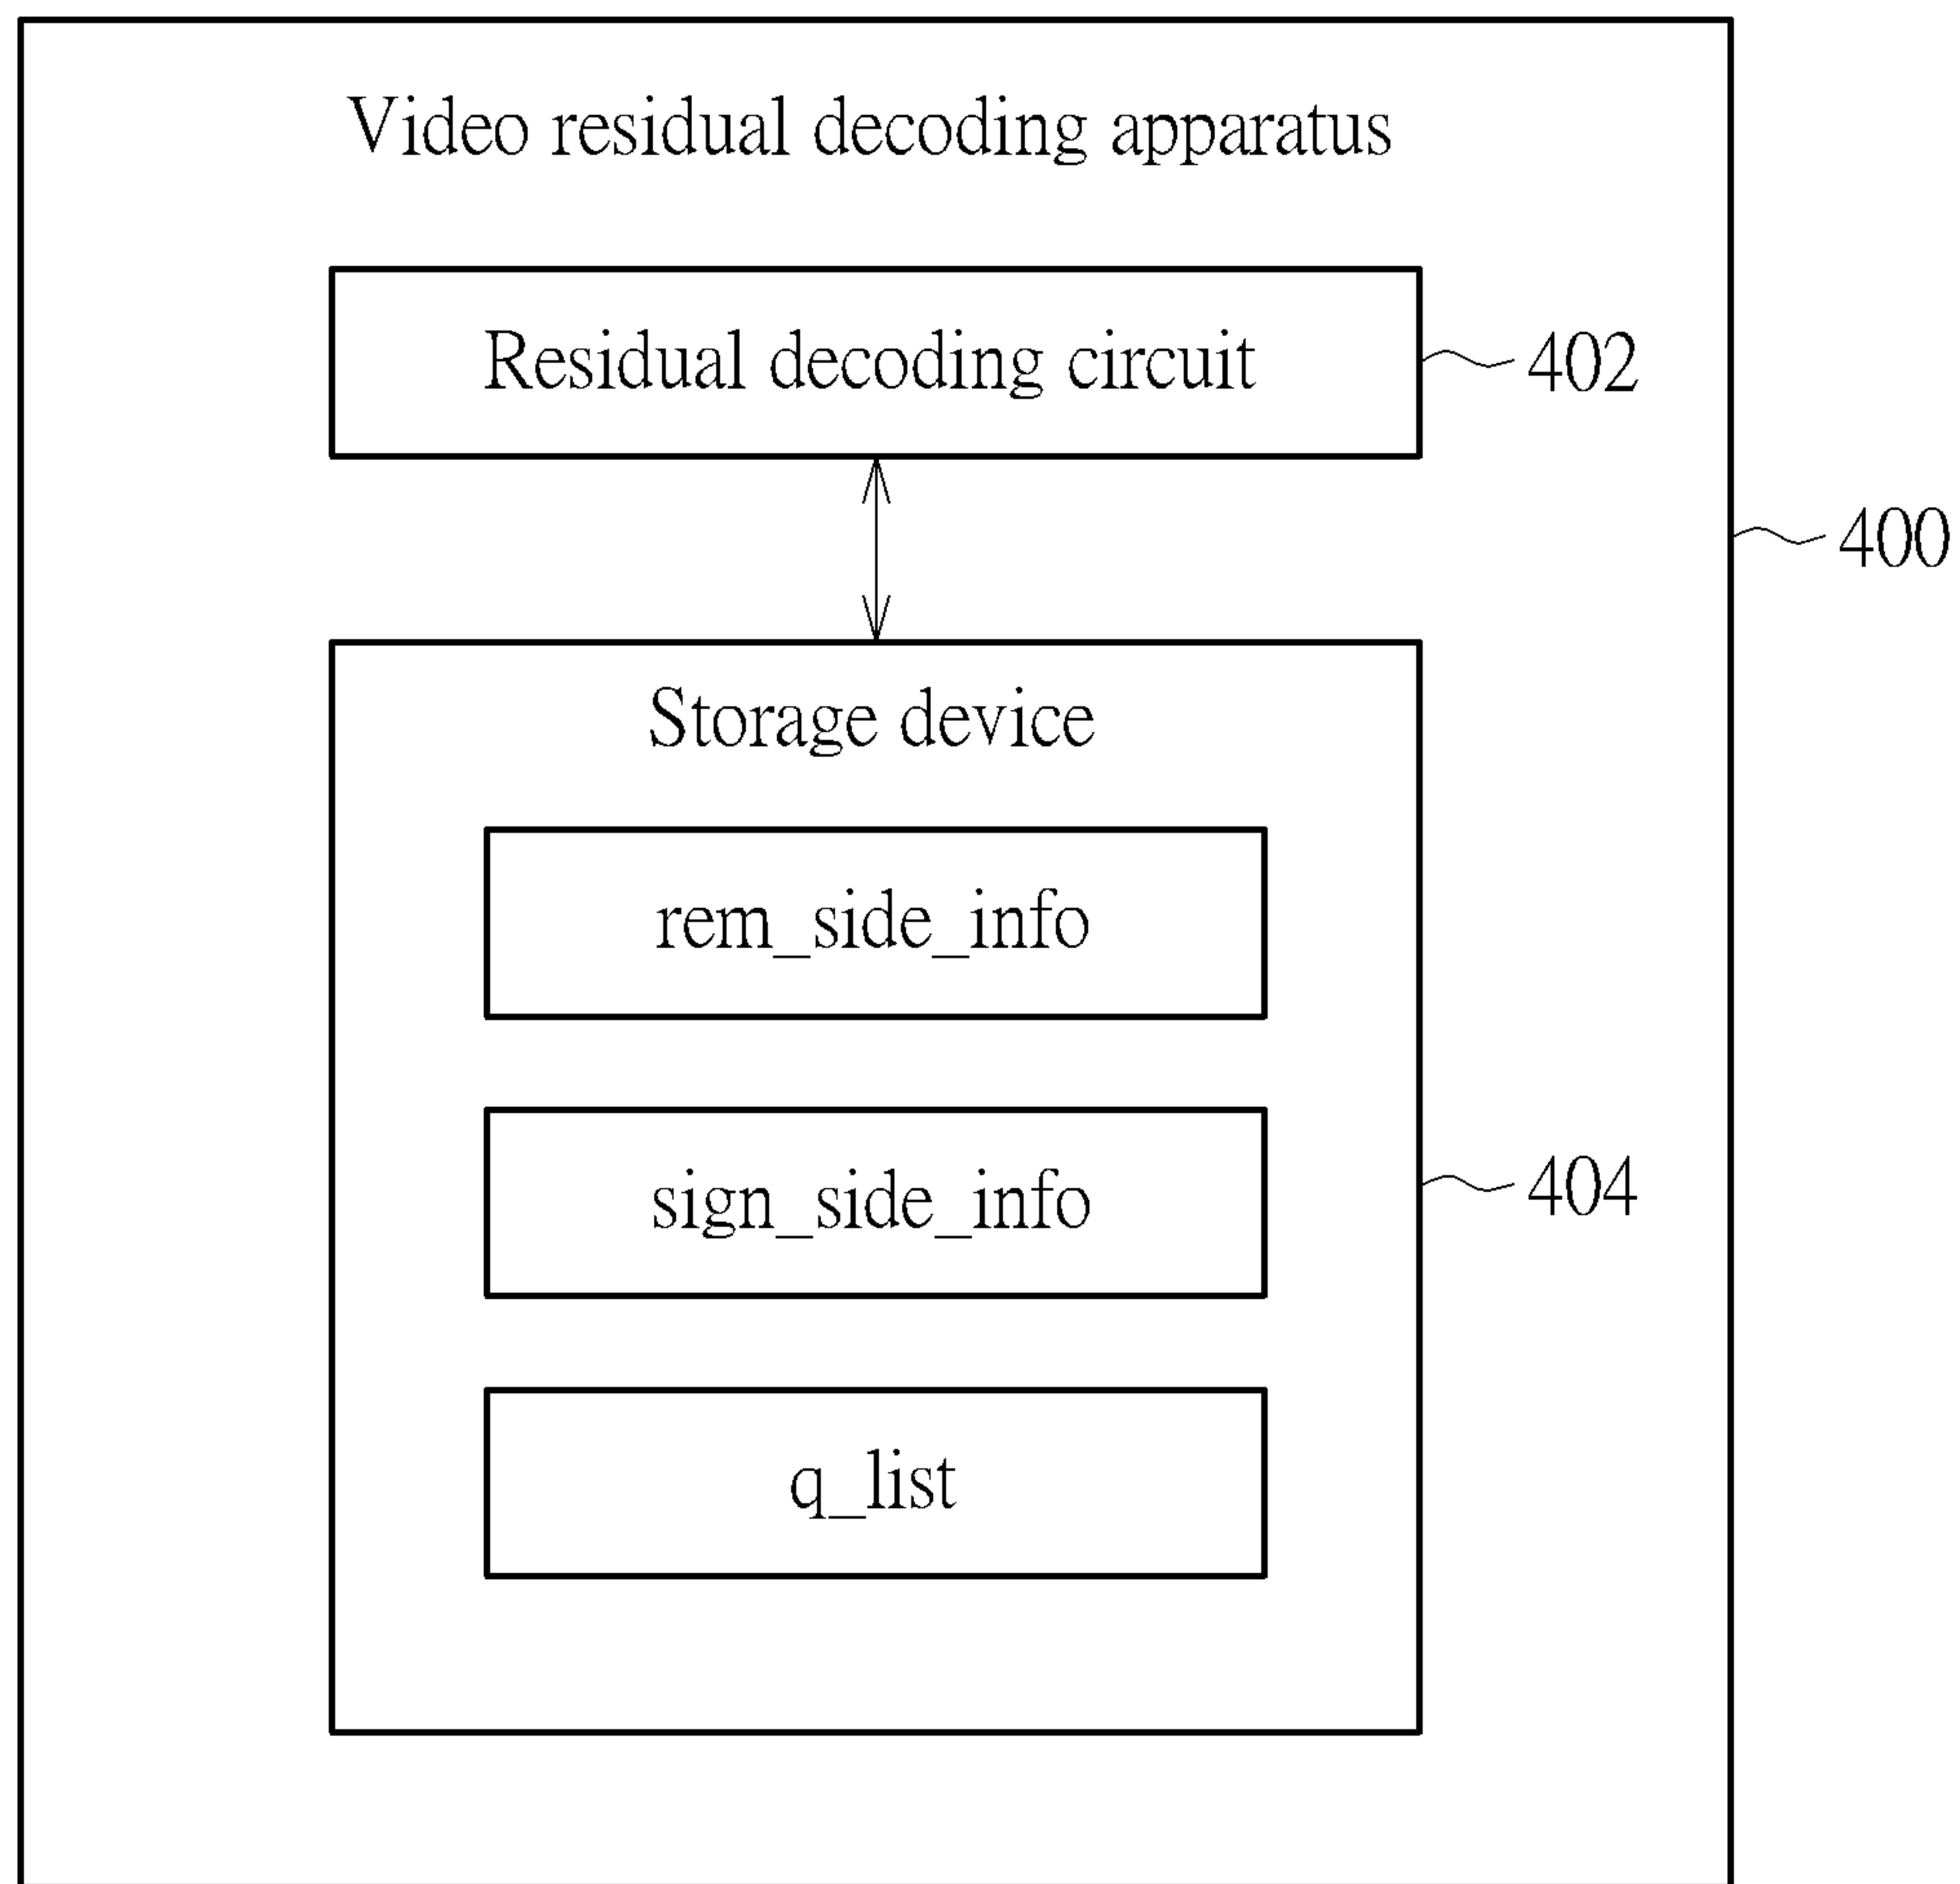 Video residual decoding apparatus
Residual decoding circuit
402
400
Storage device
rem_side_info
sign_side_info
404
q_list